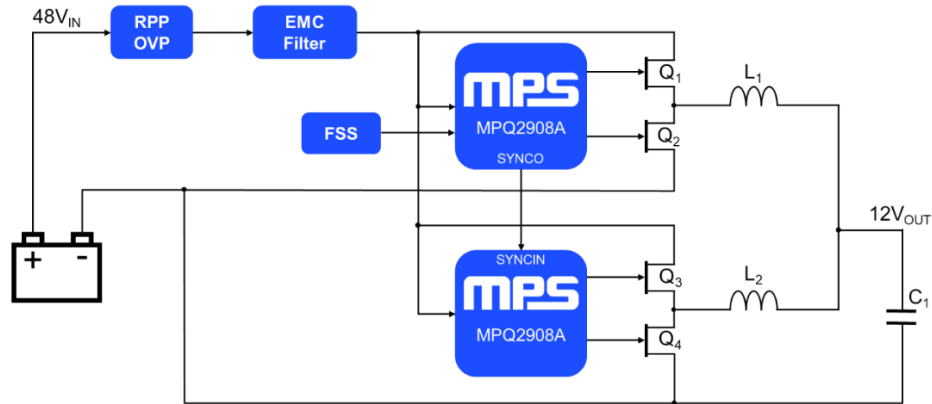 48VIN
RPP
OVP
EMC
Filter
MPS
MPQ2908A
SYNCO
FSS
Q1
Q2
L1
12VOUT
+ -
SYNCIN
MPS
MPQ2908A
Q3
Q4
L2
C1